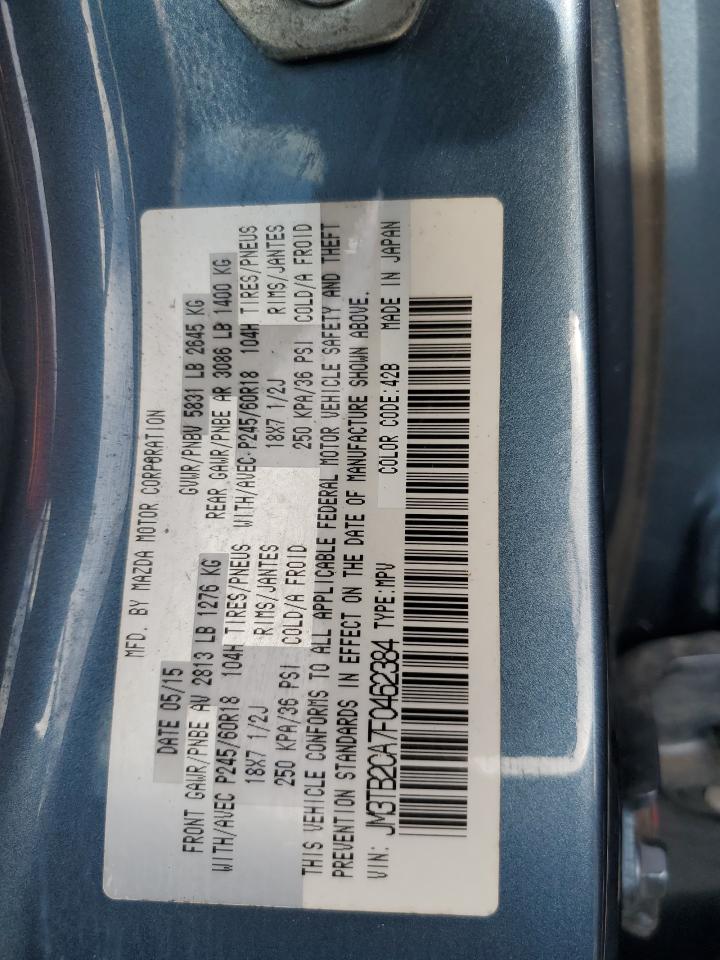 MFD. BY MAZDA MOTOR CORPORATION
DATE 05/15 GVWR/PNBV 5831 LB 2645 KG
FRONT GAWR/PNBE AV 2813 LB 1276 KG REAR GAWR/PNBE AR 3086 LB 1400 KG
WITH/AVEC P245/60R18 104H TIRES/PNEUS WITH/AVEC P245/60R18 104H TIRES/PNEUS
18X7 1/2J RIMS/JANTES 18X7 1/2J RIMS/JANTES
250 KPA/36 PSI COLD/A FROID 250 KPA/36 PSI COLD/A FROID
THIS VEHICLE CONFORMS TO ALL APPLICABLE FEDERAL MOTOR VEHICLE SAFETY AND THEFT
PREVENTION STANDARDS IN EFFECT ON THE DATE OF MANUFACTURE SHOWN ABOVE.
VIN: JM3TB2CA7F0462384 TYPE:MPV COLOR CODE:42B MADE IN JAPAN